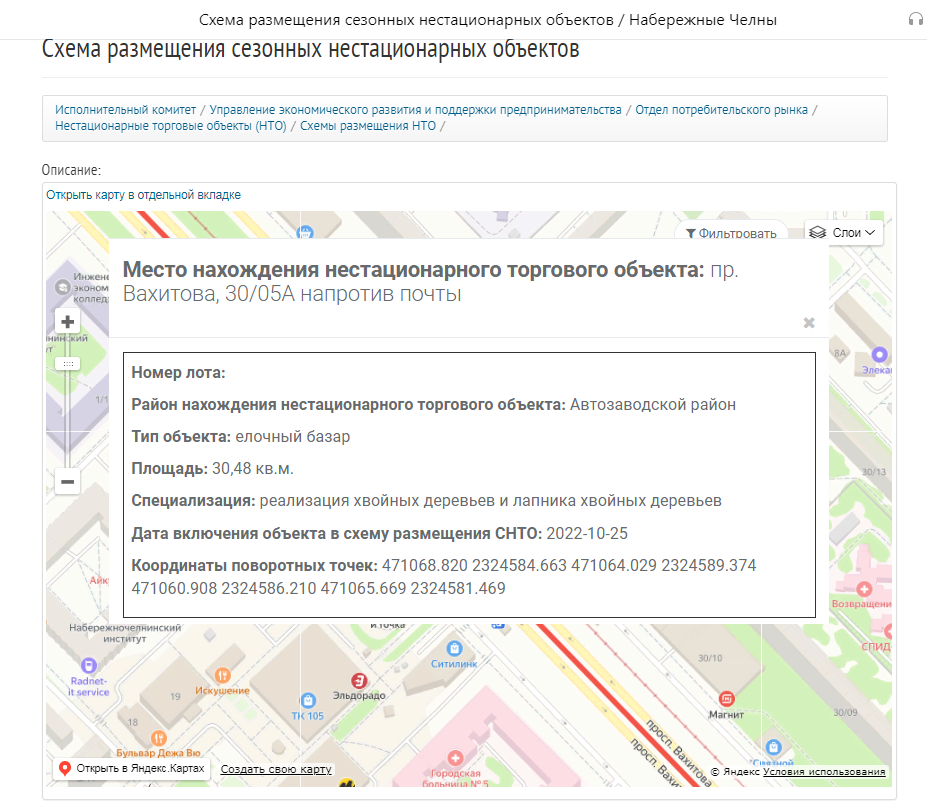 Схема размещения сезонных нестационарных объектов / Набережные Челны
Схема размещения сезонных нестационарных объектов
Исполнительный комитет / Управление экономического развития и поддержки предпринимательства / Отдел потребительского рынка /
Нестационарные торговые объекты (НТО) / Схемы размещения НТО /
Описание:
Открыть карту в отдельной вкладке
Фильтровать
Слои
Место нахождения нестационарного торгового объекта: пр.
Вахитова, 30/05А напротив почты
Номер лота:
Район нахождения нестационарного торгового объекта: Автозаводской район
Тип объекта: елочный базар
Площадь: 30,48 кв.м.
Специализация: реализация хвойных деревьев и лапника хвойных деревьев
Дата включения объекта в схему размещения СНТО: 2022-10-25
Координаты поворотных точек: 471068.820 2324584.663 471064.029 2324589.374
471060.908 2324586.210 471065.669 2324581.469
Инжене
эконом
колледж
1/1
8А
Элека
30/13
Возвращени
СПИД
Айки
Набережночелнинский
институт
и точка
Ситилинк
30/10
Radnet-
it service
19
Искушение
Эльдорадо
ТК 105
Магнит
30/09
18
Бульвар Дежа Вю
просп. Вахитова
просп. Вахитова
Городская
больница № 5
Связной
Открыть в Яндекс.Картах
Создать свою карту
© Яндекс Условия использования